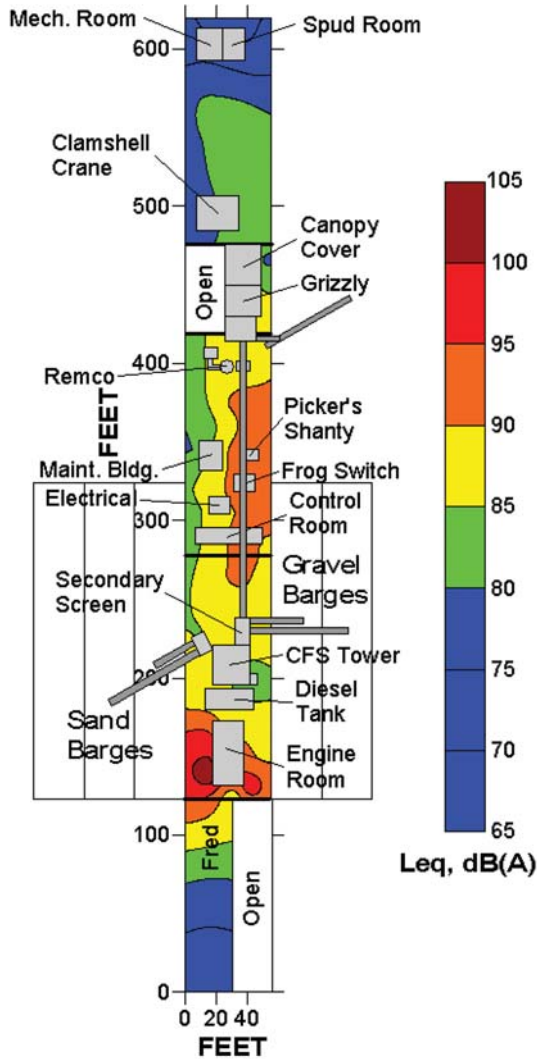 Mech. Room
Spud Room
600
Clamshell
Crane
500
Canopy
Cover
Open
Grizzly
400
Remco
FEET
Picker's
Shanty
Maint. Bldg.
Frog Switch
Electrical
Control
Room
300
Gravel
Barges
Secondary
Screen
CFS Tower
200
Diesel
Tank
Sand
Barges
Engine
Room
100
Fred
Open
0
0 20 40
FEET
105
100
95
90
85
80
75
70
65
Leq, dB(A)